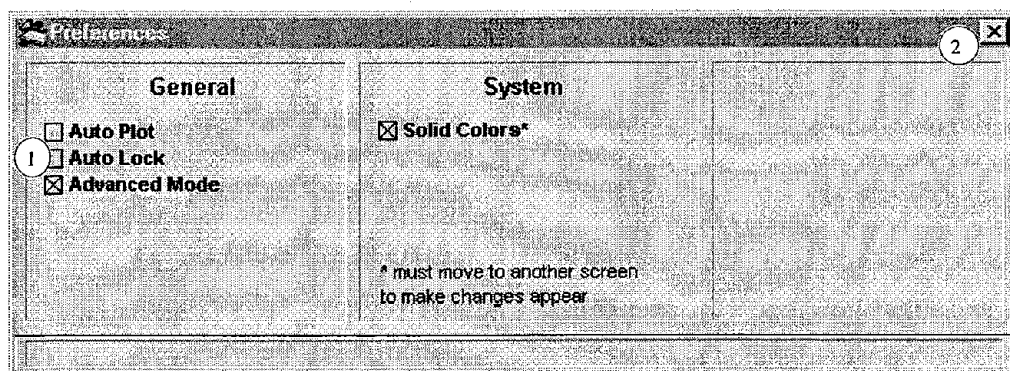 Preferences
2
General
Auto Plot
1
Auto Lock
Advanced Mode
System
Solid Colors*
* must move to another screen
to make changes appear